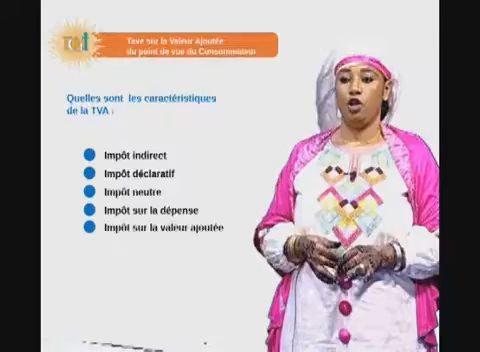 Taxe sur la Valeur Ajoutée
du point de vue du Consommateur
Quelles sont les caractéristiques
de la TVA :
Impôt indirect
Impôt déclaratif
Impôt neutre
Impôt sur la dépense
Impôt sur la valeur ajoutée